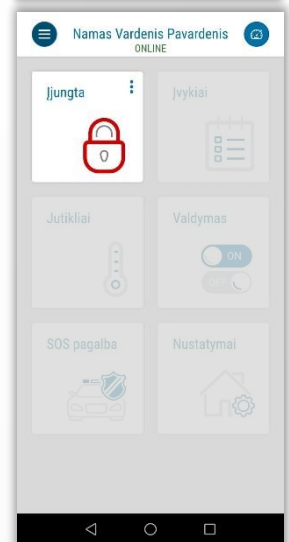 Namas Vardenis Pavardenis
ONLINE
Įjungta
Įvykiai
Jutikliai
Valdymas
ON
OFF
SOS pagalba
Nustatymai